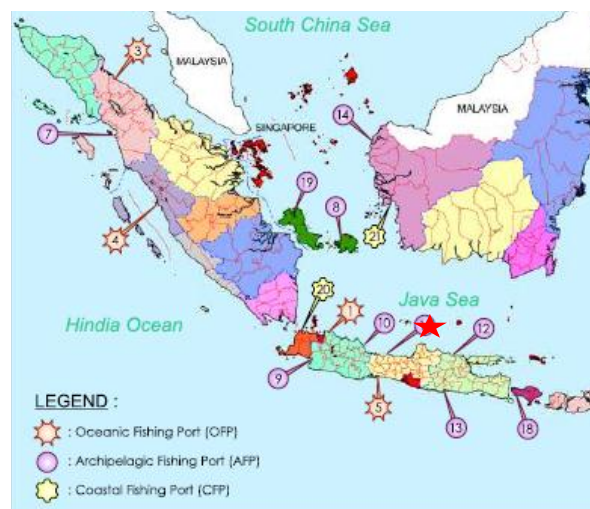 South China Sea
3
MALAYSIA
MALAYSIA
14
7
SINGAPORE
19
8
4
21
20
Java Sea
1
Hindia Ocean
10
12
9
5
13
18
LEGEND :
: Oceanic Fishing Port (OFP)
: Archipelagic Fishing Port (AFP)
: Coastal Fishing Port (CFP)